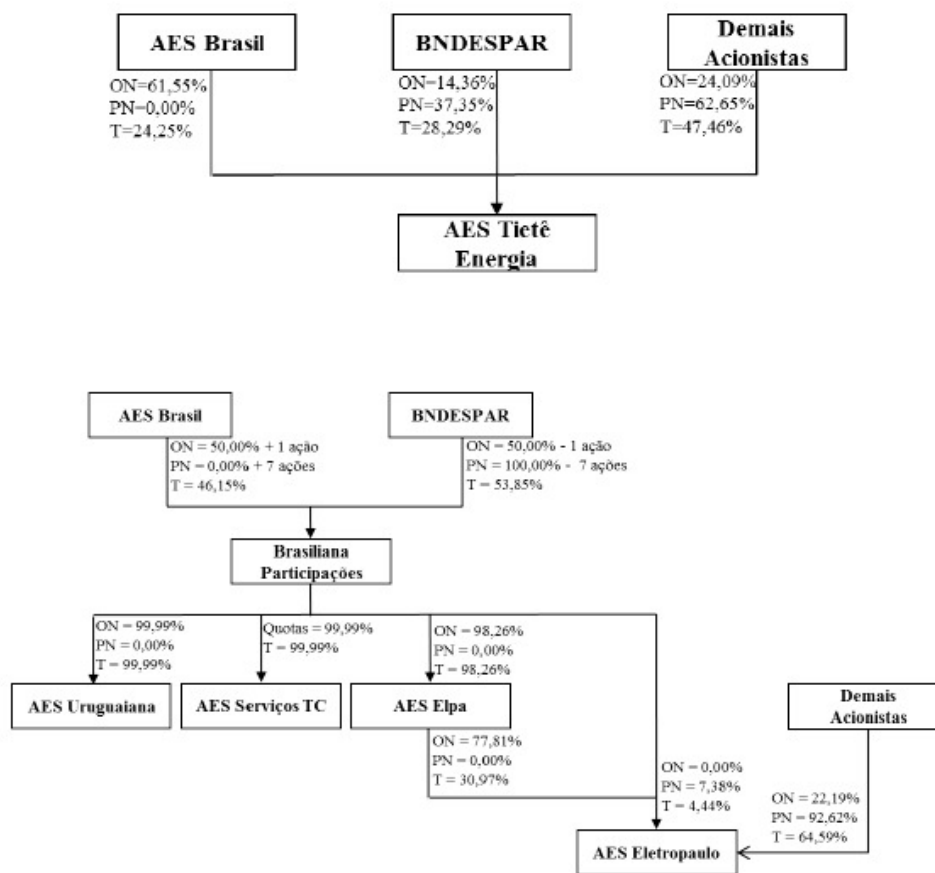 AES Brasil
ON=61,55%
PN=0,00%
T=24,25%
BNDESPAR
ON=14,36%
PN=37,35%
T=28,29%
Demais
Acionistas
ON=24,09%
PN=62,65%
T=47,46%
AES Tietê
Energia
AES Brasil
ON = 50,00% + 1 ação
PN = 0,00% + 7 ações
T = 46,15%
BNDESPAR
ON = 50,00% - 1 ação
PN = 100,00% - 7 ações
T = 53,85%
Brasiliana
Participações
ON = 99,99%
PN = 0,00%
T = 99,99%
AES Uruguaiana
Quotas = 99,99%
T = 99,99%
AES Serviços TC
ON = 98,26%
PN = 0,00%
T = 98,26%
AES Elpa
ON = 77,81%
PN = 0,00%
T = 30,97%
ON = 0,00%
PN = 7,38%
T = 4,44%
Demais
Acionistas
ON = 22,19%
PN = 92,62%
T = 64,59%
AES Eletropaulo